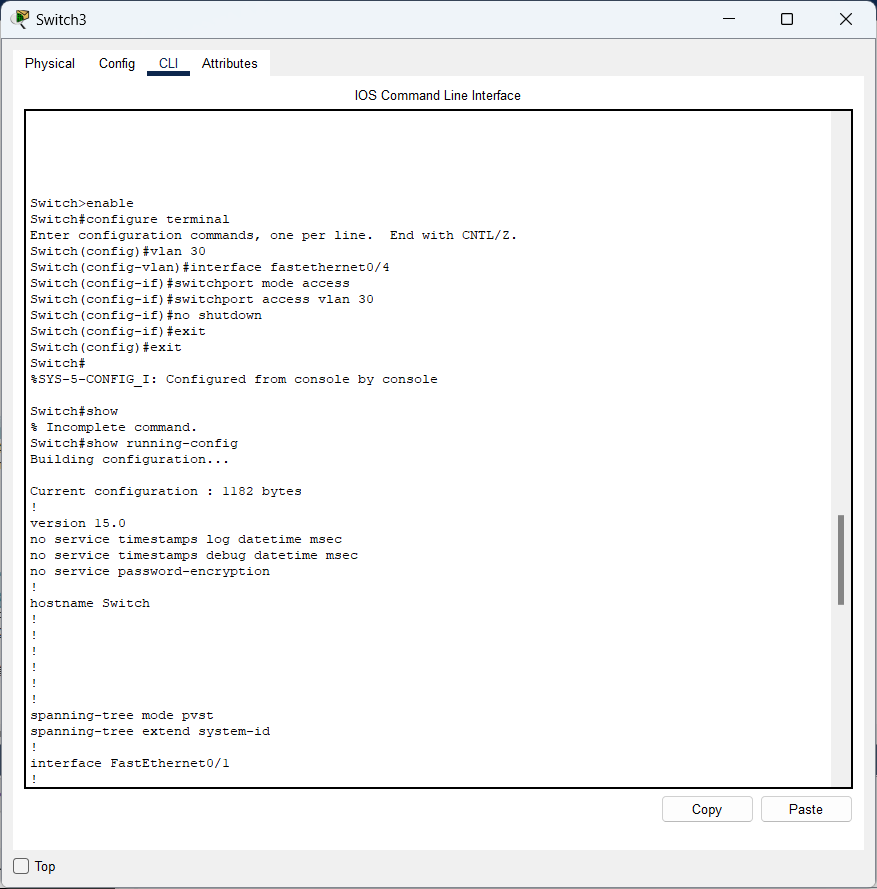 Switch3
Physical Config CLI Attributes
IOS Command Line Interface
Switch>enable
Switch#configure terminal
Enter configuration commands, one per line.  End with CNTL/Z.
Switch(config)#vlan 30
Switch(config-vlan)#interface fastethernet0/4
Switch(config-if)#switchport mode access
Switch(config-if)#switchport access vlan 30
Switch(config-if)#no shutdown
Switch(config-if)#exit
Switch(config)#exit
Switch#
%SYS-5-CONFIG_I: Configured from console by console
Switch#show
% Incomplete command.
Switch#show running-config
Building configuration...
Current configuration : 1182 bytes
!
version 15.0
no service timestamps log datetime msec
no service timestamps debug datetime msec
no service password-encryption
!
hostname Switch
!
!
!
!
!
!
spanning-tree mode pvst
spanning-tree extend system-id
!
interface FastEthernet0/1
!
Copy Paste
Top